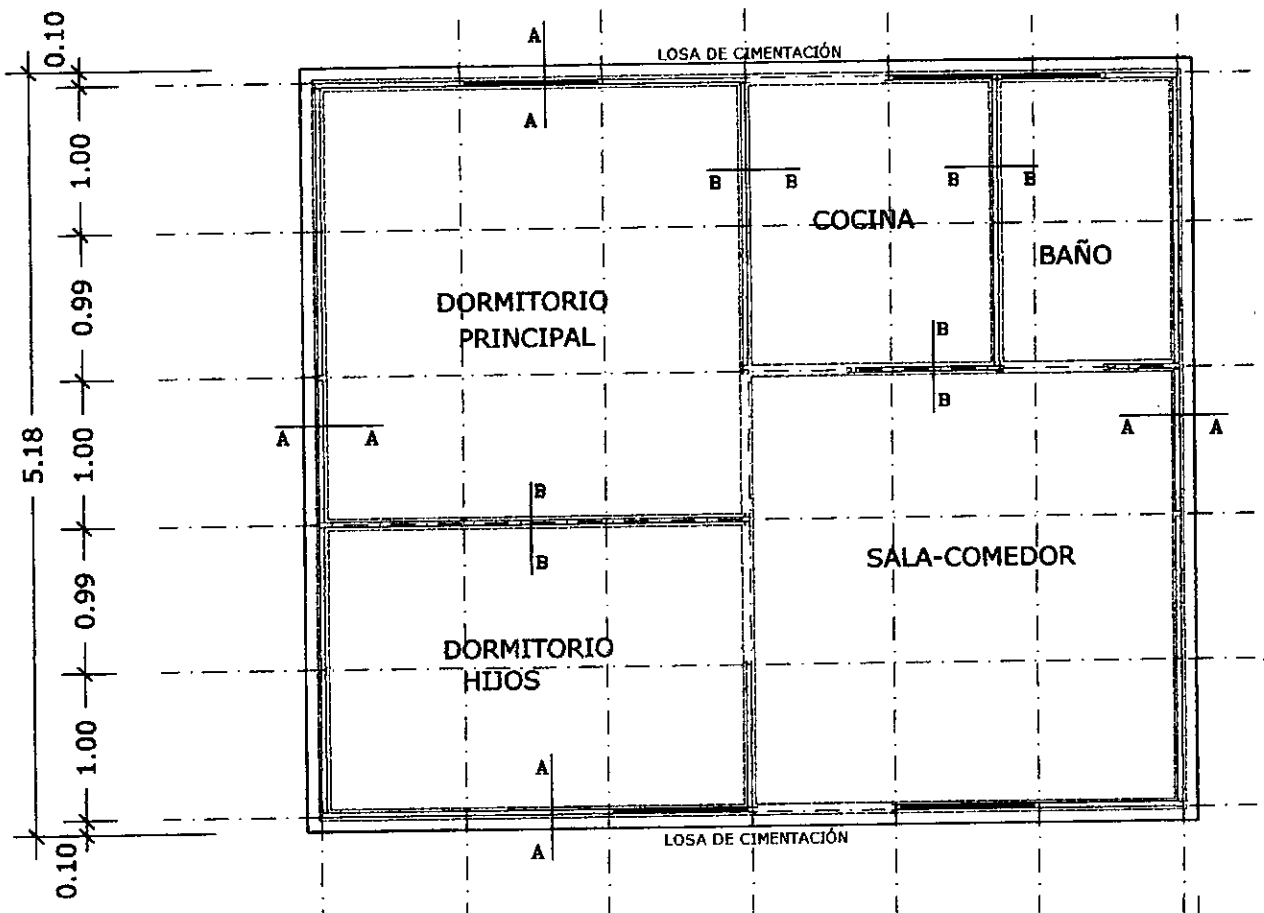 0.10
1.00
0.99
1.00
0.99
1.00
0.10
5.18
A
LOSA DE CIMENTACIÓN
A
B B
B B
COCINA
BAÑO
DORMITORIO
PRINCIPAL
B
B
A A
A A
B
B
SALA-COMEDOR
DORMITORIO
HIJOS
A
LOSA DE CIMENTACIÓN
A